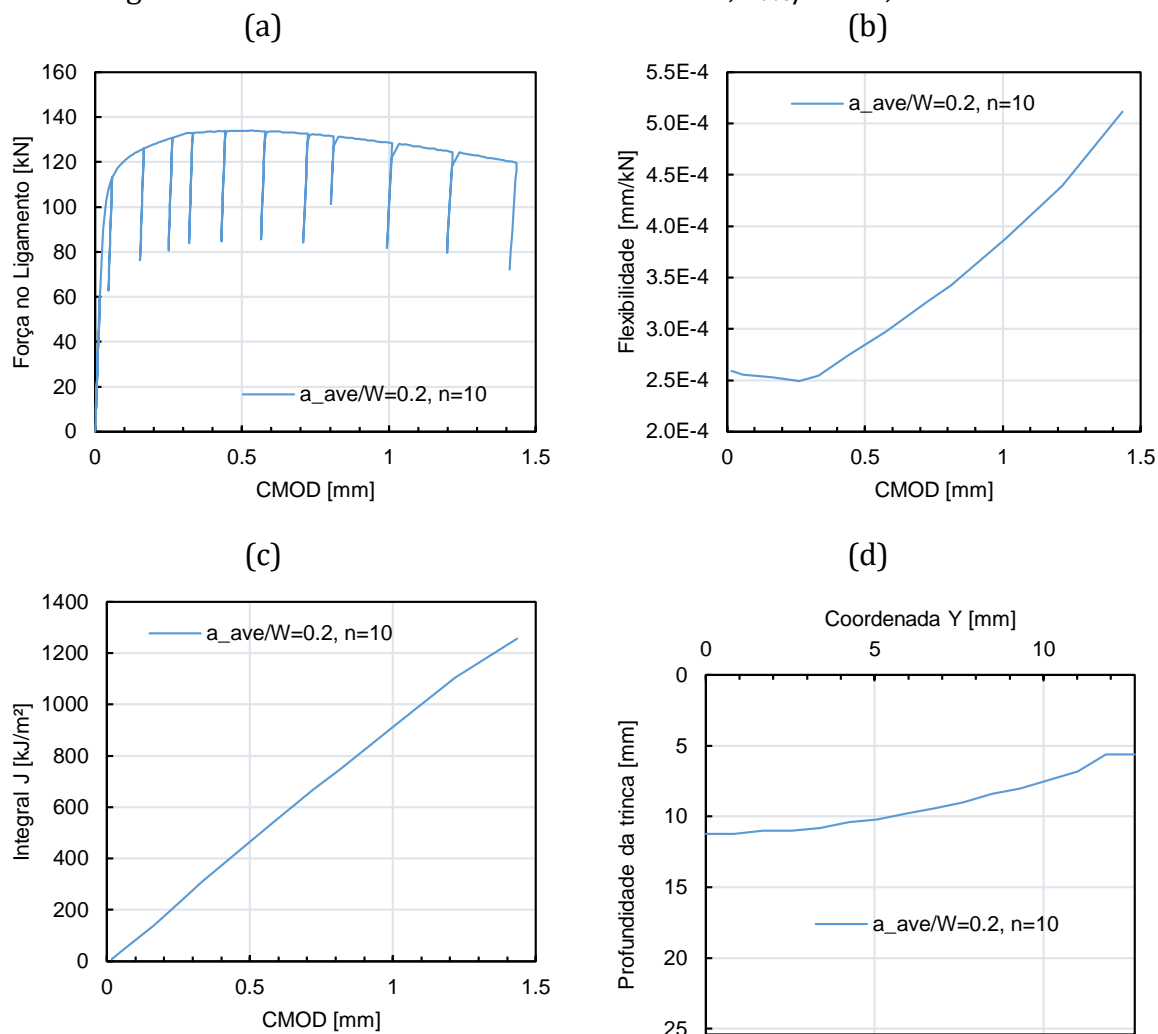 (a)
160
140
120
100
80
60
40
20
0
Força no Ligamento [kN]
a_ave/W=0.2, n=10
0 0.5 1 1.5
CMOD [mm]
(b)
5.5E-4
5.0E-4
4.5E-4
4.0E-4
3.5E-4
3.0E-4
2.5E-4
2.0E-4
Flexibilidade [mm/kN]
a_ave/W=0.2, n=10
0 0.5 1 1.5
CMOD [mm]
(c)
1400
1200
1000
800
600
400
200
0
Integral J [kJ/m²]
a_ave/W=0.2, n=10
0 0.5 1 1.5
CMOD [mm]
(d)
Coordenada Y [mm]
0 5 10
0
5
10
15
20
25
Profundidade da trinca [mm]
a_ave/W=0.2, n=10